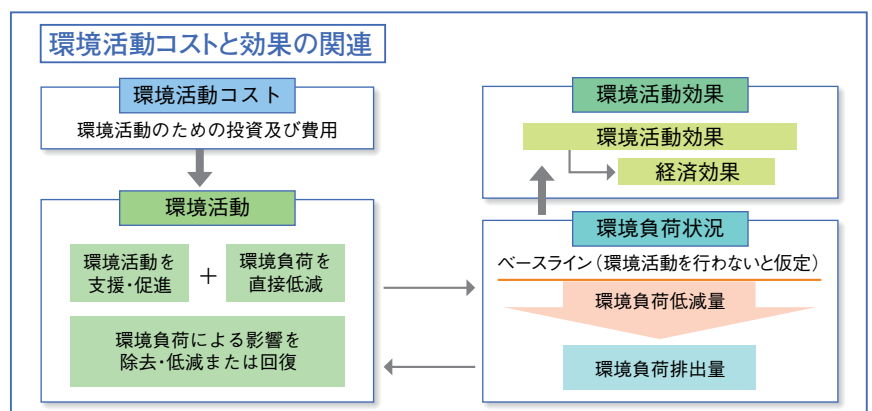 環境活動コストと効果の関連
環境活動コスト
環境活動のための投資及び費用
環境活動
環境活動を
支援・促進
+
環境負荷を
直接低減
環境負荷による影響を
除去・低減または回復
環境活動効果
環境活動効果
経済効果
環境負荷状況
ベースライン（環境活動を行わないと仮定）
環境負荷低減量
環境負荷排出量